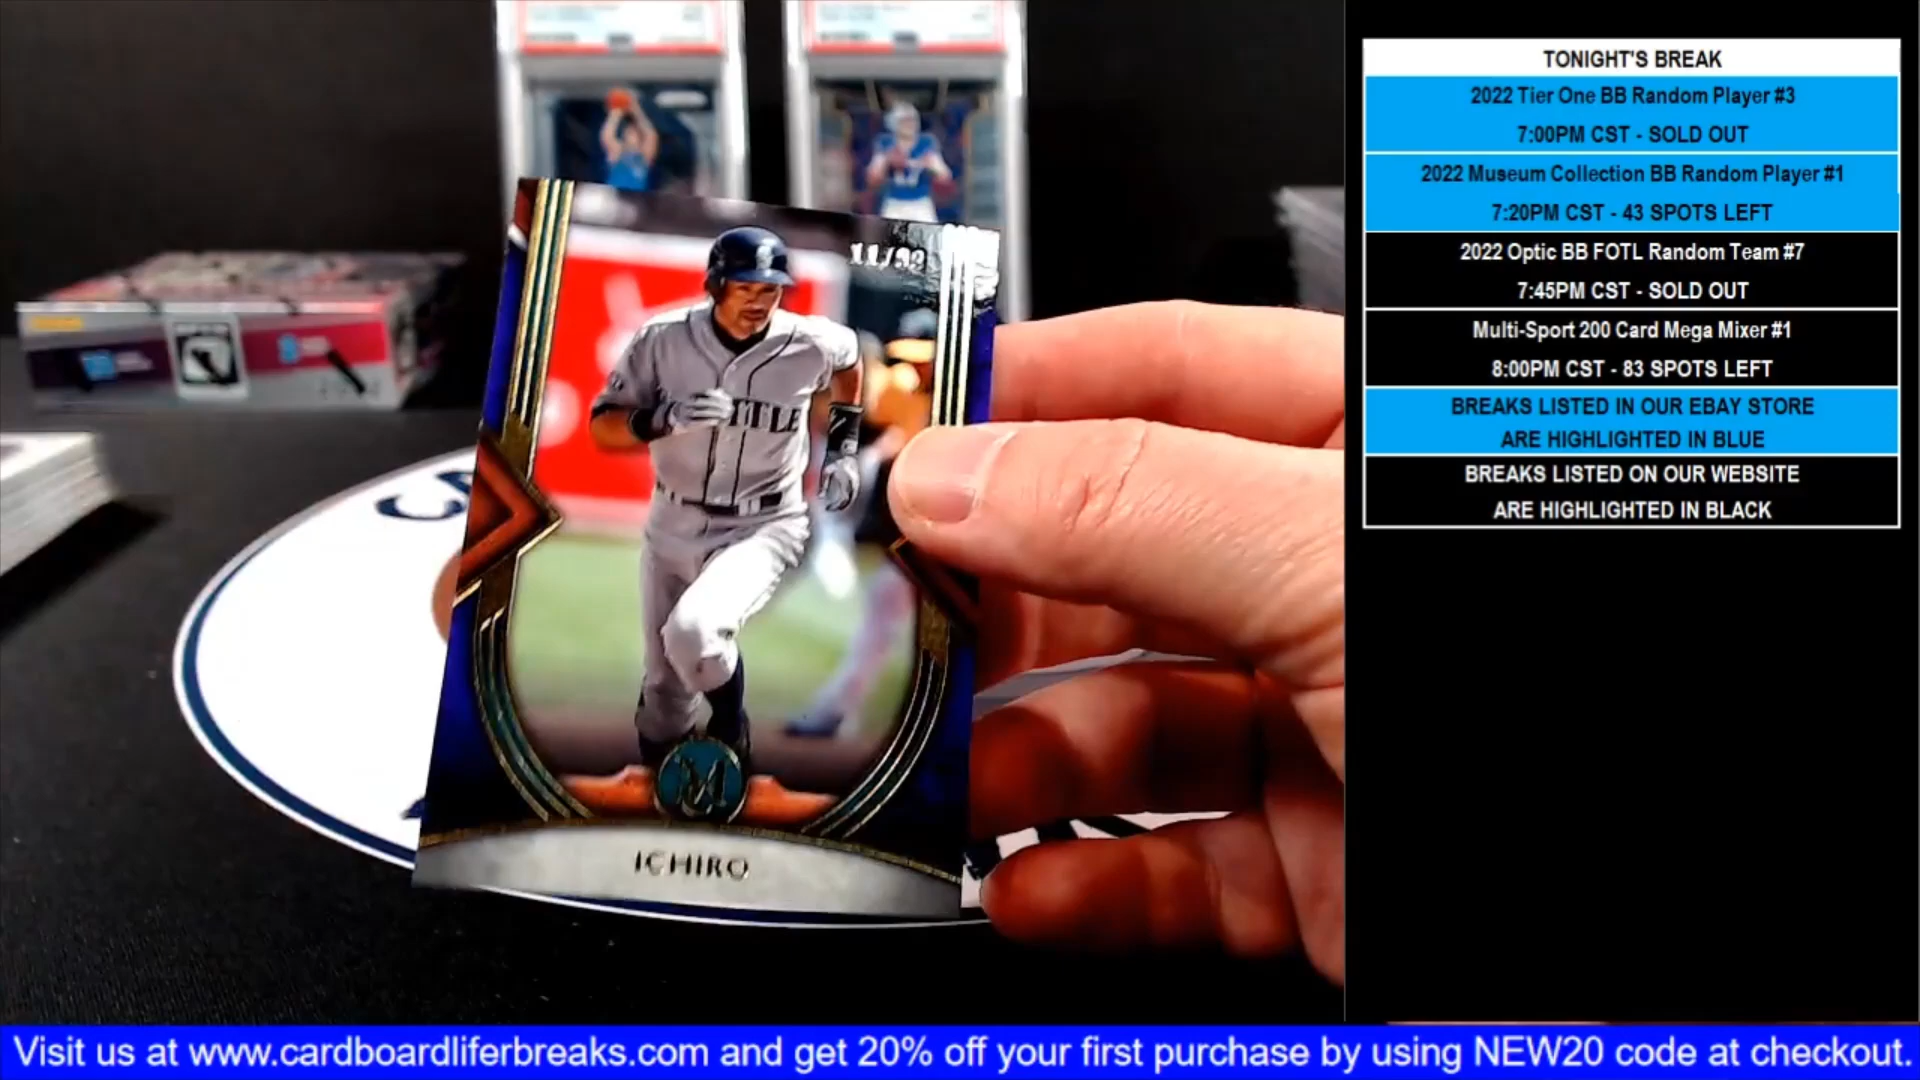 11/99
SEATTLE
ICHIRO
TONIGHT'S BREAK
2022 Tier One BB Random Player #3
7:00PM CST - SOLD OUT
2022 Museum Collection BB Random Player #1
7:20PM CST - 43 SPOTS LEFT
2022 Optic BB FOTL Random Team #7
7:45PM CST - SOLD OUT
Multi-Sport 200 Card Mega Mixer #1
8:00PM CST - 83 SPOTS LEFT
BREAKS LISTED IN OUR EBAY STORE
ARE HIGHLIGHTED IN BLUE
BREAKS LISTED ON OUR WEBSITE
ARE HIGHLIGHTED IN BLACK
Visit us at www.cardboardliferbreaks.com and get 20% off your first purchase by using NEW20 code at checkout.